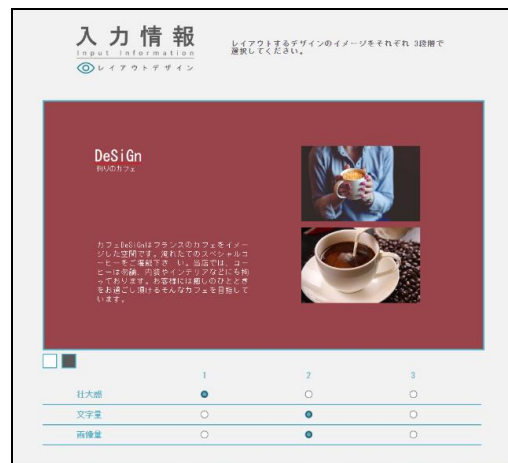 入力情報
Input Information
レイアウトデザイン
レイアウトするデザインのイメージをそれぞれ 3段階で
選択してください。
DeSiGn
拘りのカフェ
カフェDeSiGnはフランスのカフェをイメー
ジした空間です。淹れたてのスペシャルコ
ーヒーをご堪能下さ い。当店では、コー
ヒーは勿論、内装やインテリアなどにも拘
っております。お客様には癒しのひととき
をお過ごし頂けるそんなカフェを目指して
います。
1 2 3
壮大感
文字量
画像量